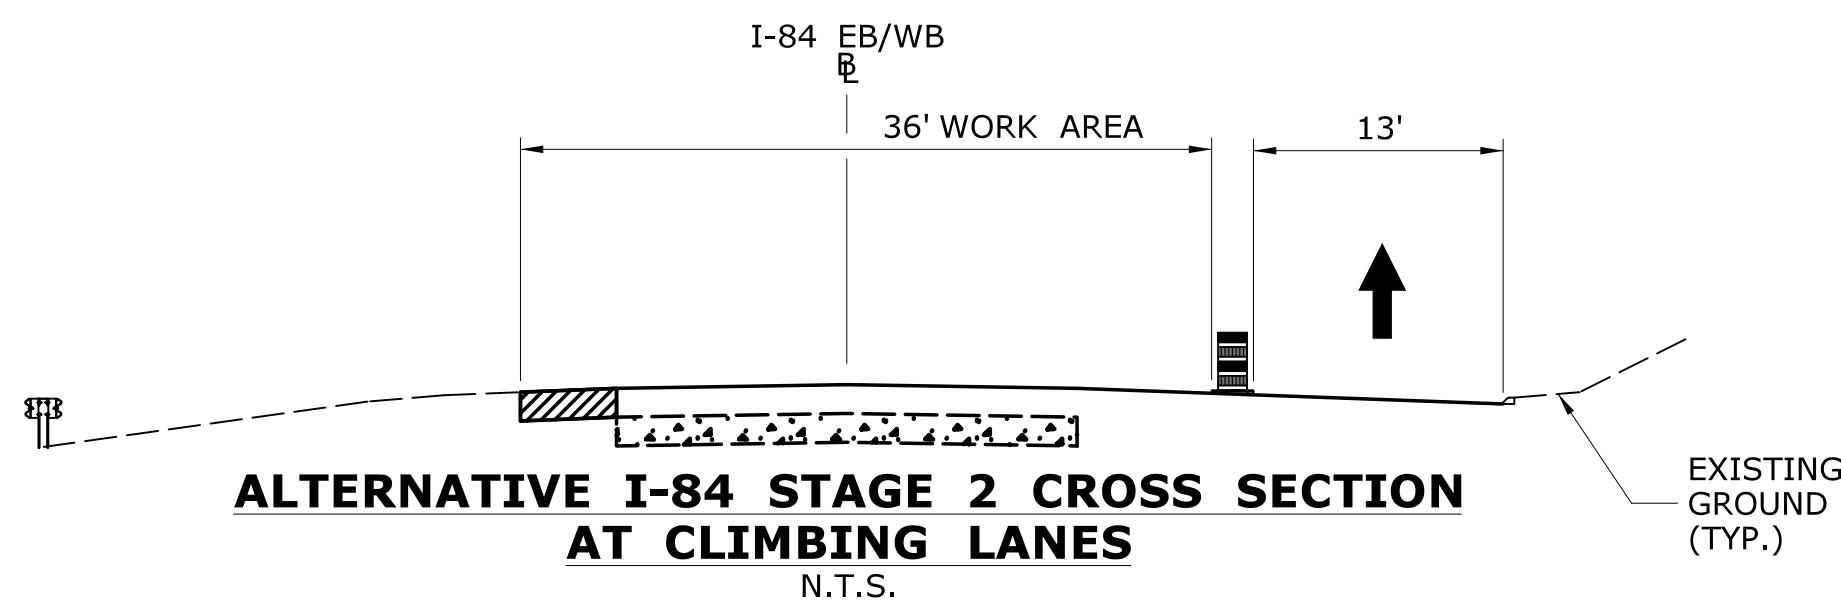 I-84 EB/WB
BL
36' WORK AREA
13'
EXISTING
GROUND
(TYP.)
ALTERNATIVE I-84 STAGE 2 CROSS SECTION
AT CLIMBING LANES
N.T.S.